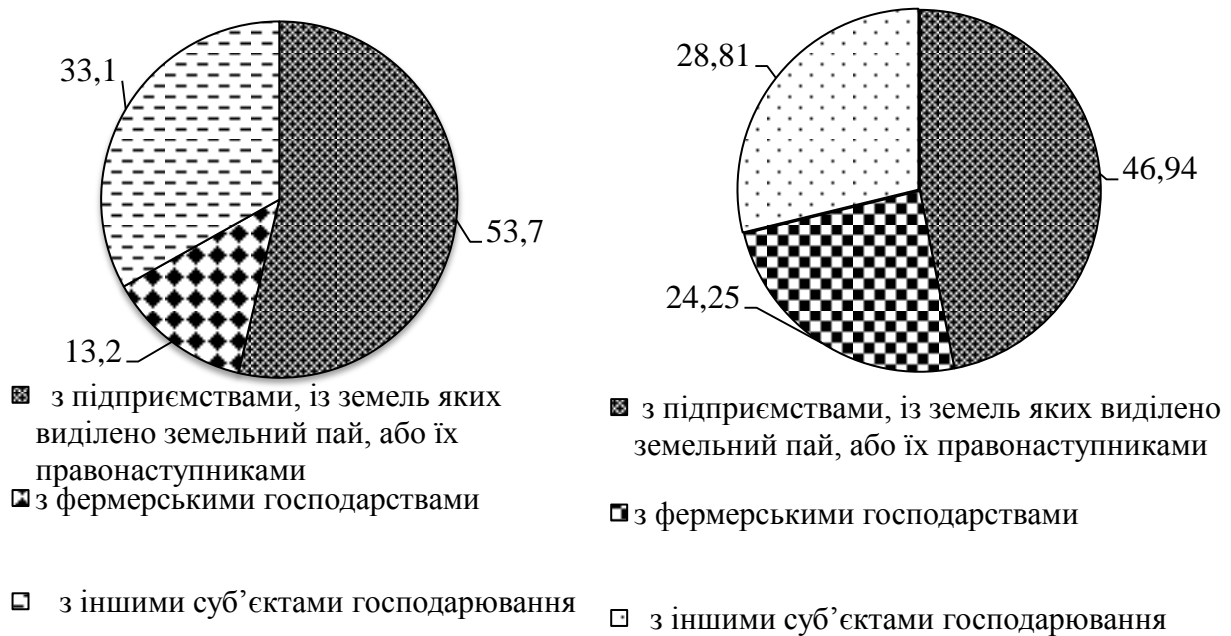 33,1
53,7
13,2
з підприємствами, із земель яких
виділено земельний пай, або їх
правонаступниками
з фермерськими господарствами
з іншими суб’єктами господарювання
28,81
46,94
24,25
з підприємствами, із земель яких виділено
земельний пай, або їх правонаступниками
з фермерськими господарствами
з іншими суб’єктами господарювання